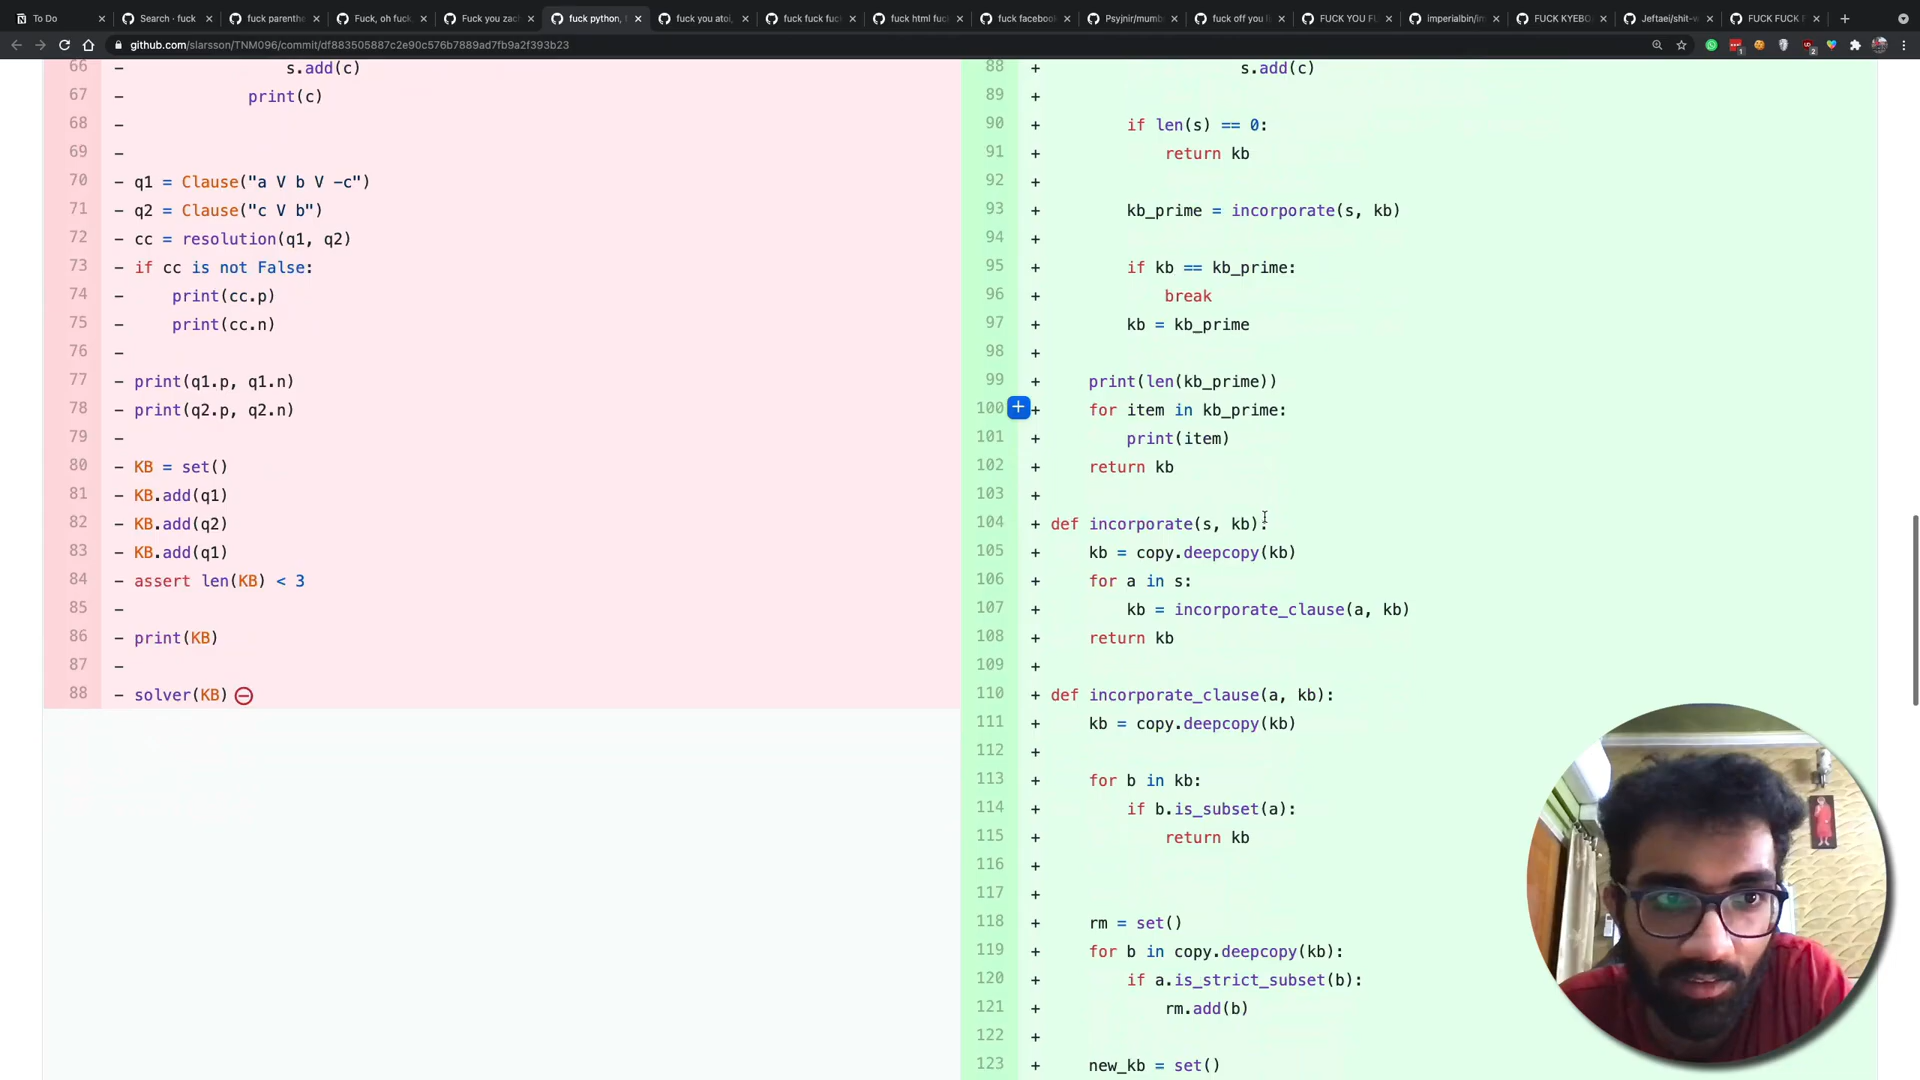 To Do
Search · fuck
fuck parenthe
Fuck, oh fuck,
Fuck you zach
fuck python, f
fuck you atoi,
fuck fuck fuc
fuck html fuc
fuck facebook
Psyjnir/mumb
fuck off you l
FUCK YOU FU
imperialbin/im
FUCK KYEBO
Jeftaei/shit-w
FUCK FUCK F
github.com/slarsson/TNM096/commit/df883505887c2e90c576b7889ad7fb9a2f393b23
66 - s.add(c)
67 - print(c)
68 -
69 -
70 - q1 = Clause("a V b V -c")
71 - q2 = Clause("c V b")
72 - cc = resolution(q1, q2)
73 - if cc is not False:
74 - print(cc.p)
75 - print(cc.n)
76 -
77 - print(q1.p, q1.n)
78 - print(q2.p, q2.n)
79 -
80 - KB = set()
81 - KB.add(q1)
82 - KB.add(q2)
83 - KB.add(q1)
84 - assert len(KB) < 3
85 -
86 - print(KB)
87 -
88 - solver(KB)
88 + s.add(c)
89 +
90 + if len(s) == 0:
91 + return kb
92 +
93 + kb_prime = incorporate(s, kb)
94 +
95 + if kb == kb_prime:
96 + break
97 + kb = kb_prime
98 +
99 + print(len(kb_prime))
100 + for item in kb_prime:
101 + print(item)
102 + return kb
103 +
104 + def incorporate(s, kb):
105 + kb = copy.deepcopy(kb)
106 + for a in s:
107 + kb = incorporate_clause(a, kb)
108 + return kb
109 +
110 + def incorporate_clause(a, kb):
111 + kb = copy.deepcopy(kb)
112 +
113 + for b in kb:
114 + if b.is_subset(a):
115 + return kb
116 +
117 +
118 + rm = set()
119 + for b in copy.deepcopy(kb):
120 + if a.is_strict_subset(b):
121 + rm.add(b)
122 +
123 + new_kb = set()